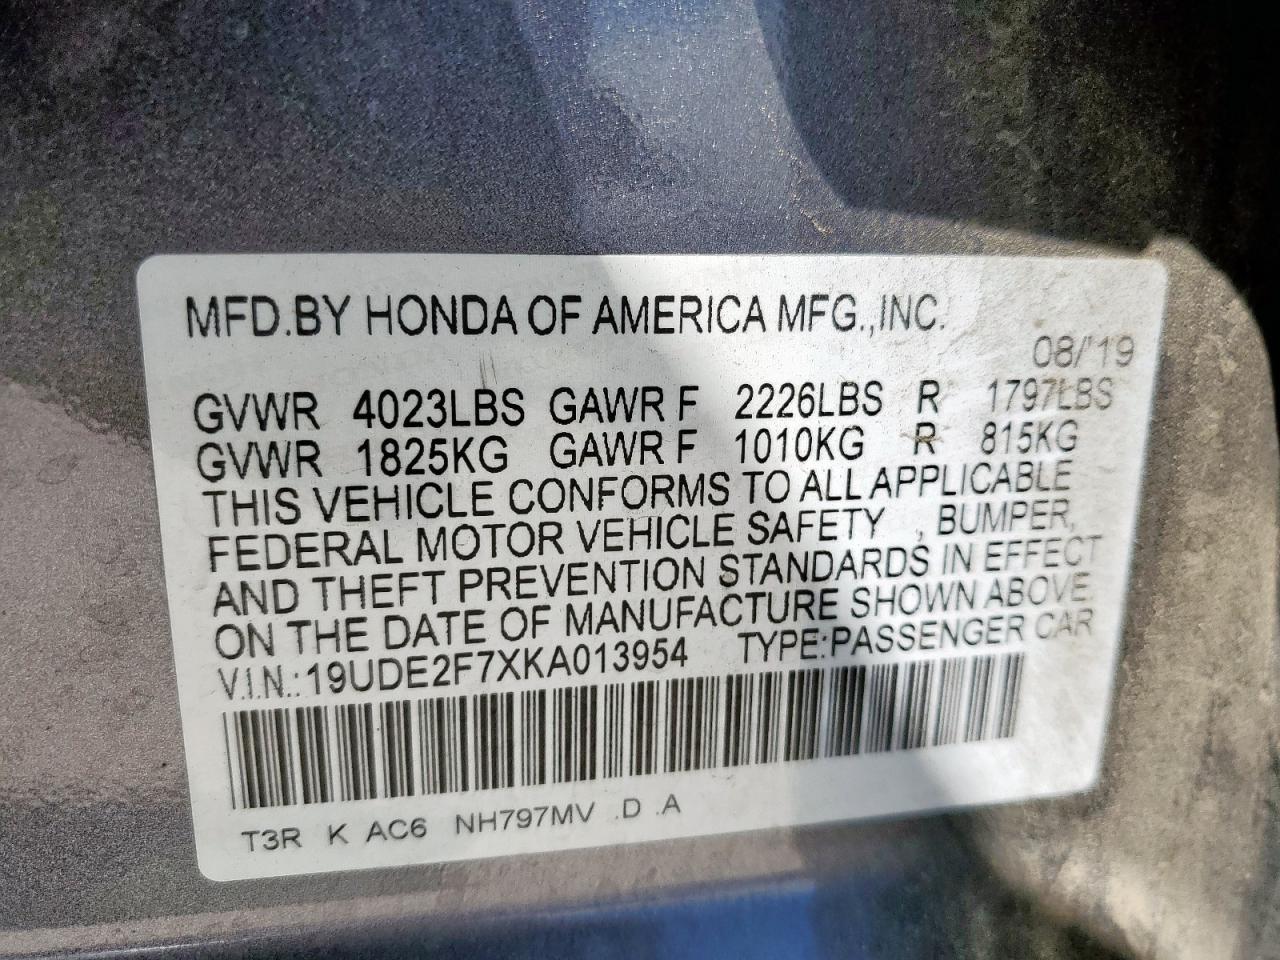 MFD.BY HONDA OF AMERICA MFG.,INC.
08/'19
GVWR 4023LBS GAWR F 2226LBS R 1797LBS
GVWR 1825KG GAWR F 1010KG R 815KG
THIS VEHICLE CONFORMS TO ALL APPLICABLE
FEDERAL MOTOR VEHICLE SAFETY , BUMPER,
AND THEFT PREVENTION STANDARDS IN EFFECT
ON THE DATE OF MANUFACTURE SHOWN ABOVE
V.I.N.:19UDE2F7XKA013954 TYPE:PASSENGER CAR
T3R K AC6 NH797MV .D .A